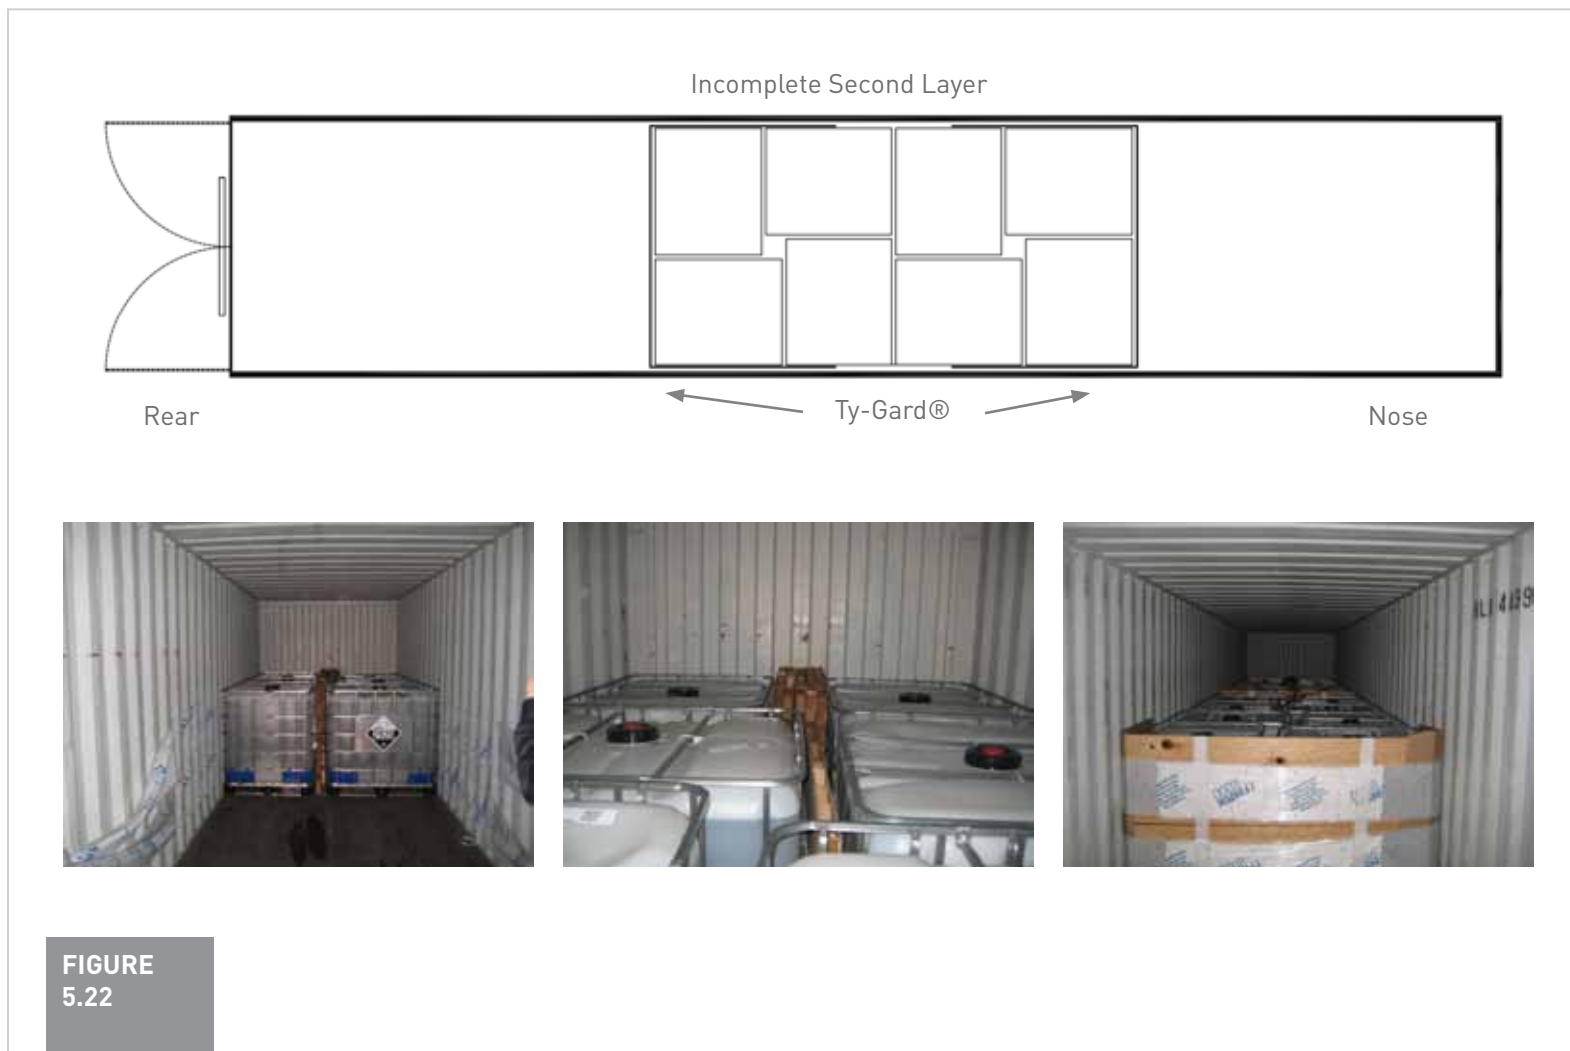 Incomplete Second Layer
Rear
Ty-Gard®
Nose
FIGURE
5.22